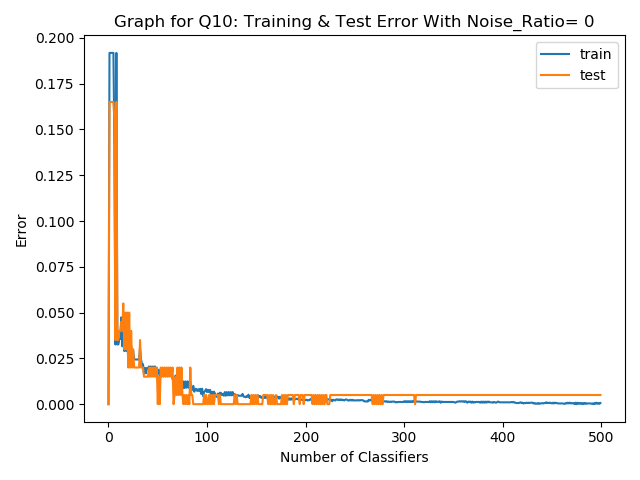 Graph for Q10: Training & Test Error With Noise_Ratio= 0
0.200
0.175
0.150
0.125
0.100
0.075
0.050
0.025
0.000
Error
train
test
0 100 200 300 400 500
Number of Classifiers